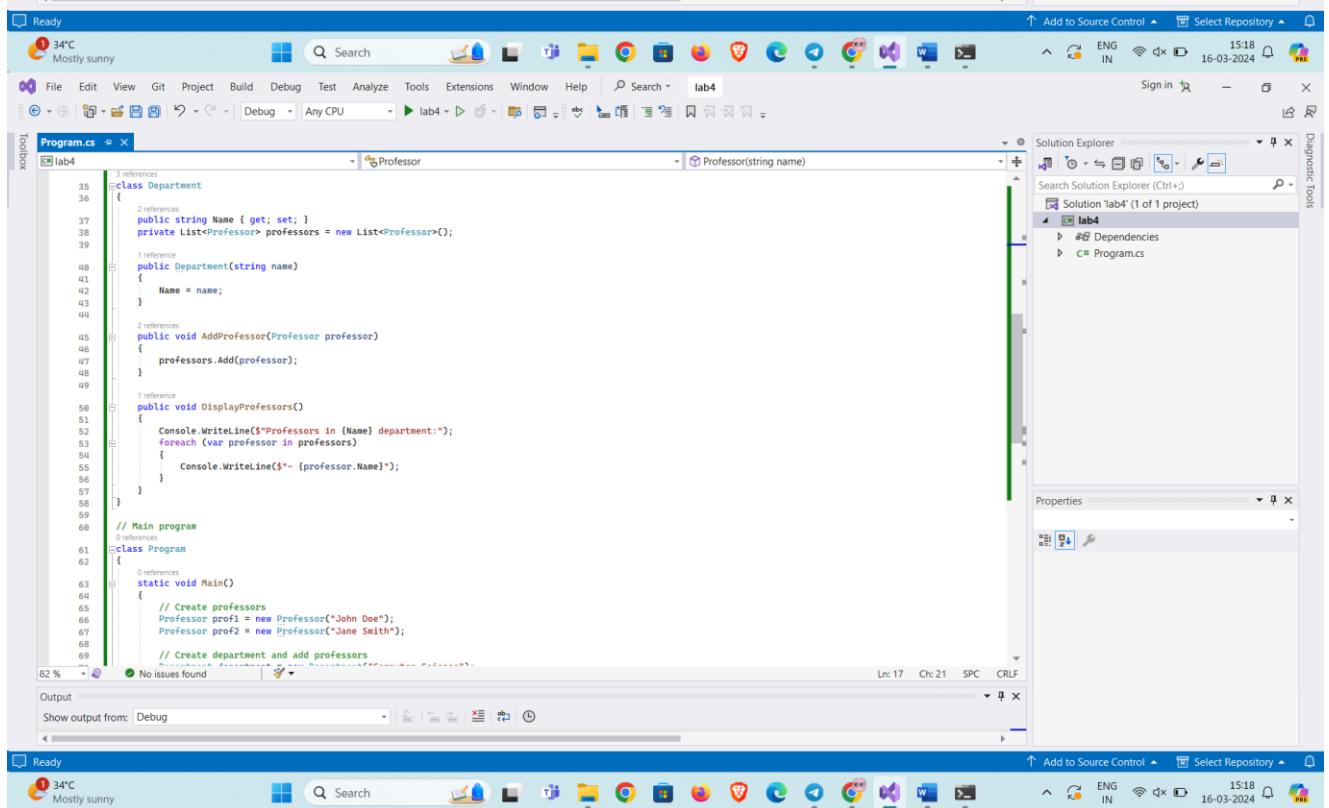 Ready
Add to Source Control
Select Repository
1
34°C
Mostly sunny
Search
ENG
IN
15:18
16-03-2024
PRE
File Edit View Git Project Build Debug Test Analyze Tools Extensions Window Help Search lab4
Sign in
Debug Any CPU lab4
Toolbox
Program.cs
lab4 Professor Professor(string name)
3 references
35 class Department
36 {
2 references
37 public string Name { get; set; }
38 private List<Professor> professors = new List<Professor>();
39
1 reference
40 public Department(string name)
41 {
42 Name = name;
43 }
44
2 references
45 public void AddProfessor(Professor professor)
46 {
47 professors.Add(professor);
48 }
49
1 reference
50 public void DisplayProfessors()
51 {
52 Console.WriteLine($"Professors in {Name} department:");
53 foreach (var professor in professors)
54 {
55 Console.WriteLine($"- {professor.Name}");
56 }
57 }
58 }
59
60 // Main program
0 references
61 class Program
62 {
0 references
63 static void Main()
64 {
65 // Create professors
66 Professor prof1 = new Professor("John Doe");
67 Professor prof2 = new Professor("Jane Smith");
68
69 // Create department and add professors
82 % No issues found Ln: 17 Ch: 21 SPC CRLF
Output
Show output from: Debug
Solution Explorer
Search Solution Explorer (Ctrl+;)
Solution 'lab4' (1 of 1 project)
lab4
Dependencies
C# Program.cs
Properties
Diagnostic Tools
Ready
Add to Source Control
Select Repository
1
34°C
Mostly sunny
Search
ENG
IN
15:18
16-03-2024
PRE